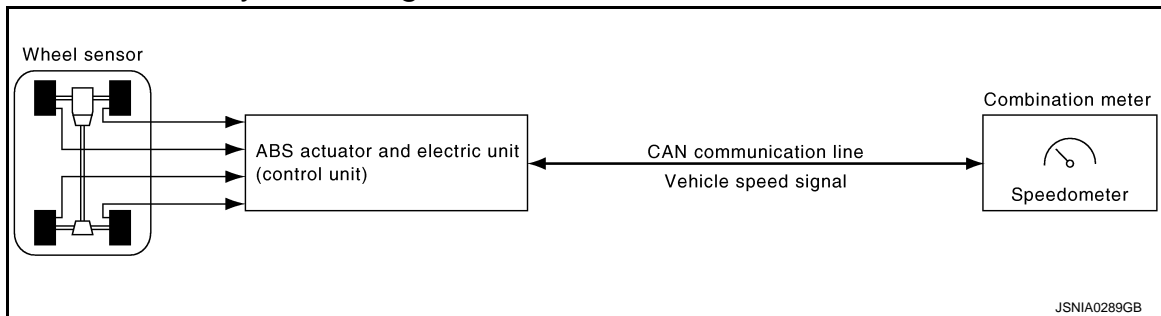 Wheel sensor
ABS actuator and electric unit
(control unit)
CAN communication line
Vehicle speed signal
Combination meter
Speedometer
JSNIA0289GB